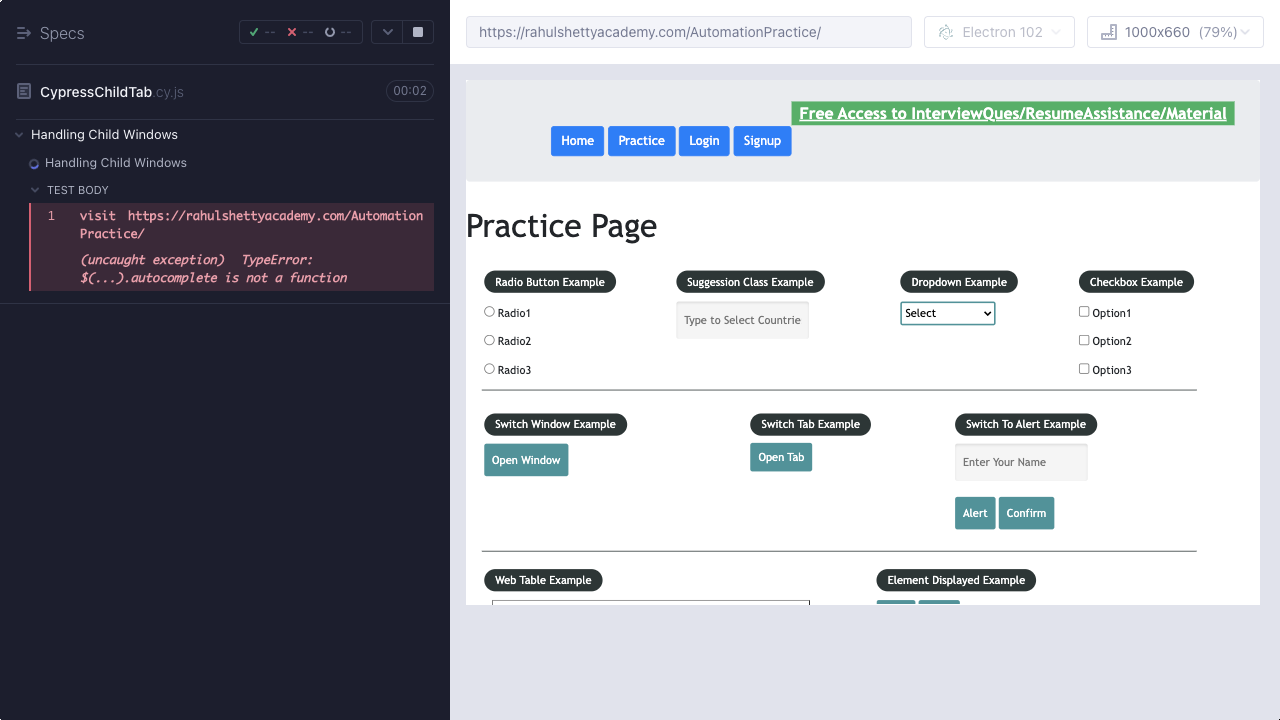 Specs
-- -- --
CypressChildTab.cy.js
00:02
Handling Child Windows
Handling Child Windows
TEST BODY
1 visit https://rahulshettyacademy.com/Automation
Practice/
(uncaught exception) TypeError:
$(...).autocomplete is not a function
https://rahulshettyacademy.com/AutomationPractice/
Electron 102
1000x660 (79%)
Free Access to InterviewQues/ResumeAssistance/Material
Home Practice Login Signup
Practice Page
Radio Button Example
Suggession Class Example
Dropdown Example
Checkbox Example
Radio1
Radio2
Radio3
Type to Select Countrie
Select
Option1
Option2
Option3
Switch Window Example
Open Window
Switch Tab Example
Open Tab
Switch To Alert Example
Enter Your Name
Alert Confirm
Web Table Example
Element Displayed Example